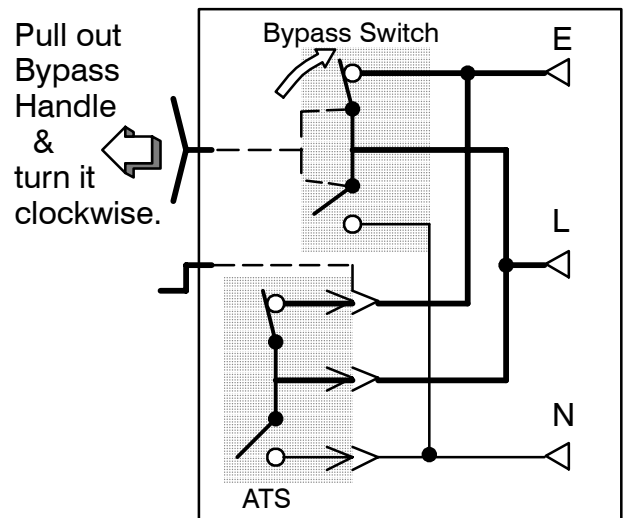 Pull out
Bypass
Handle
&
turn it
clockwise.
Bypass Switch
E
L
N
ATS